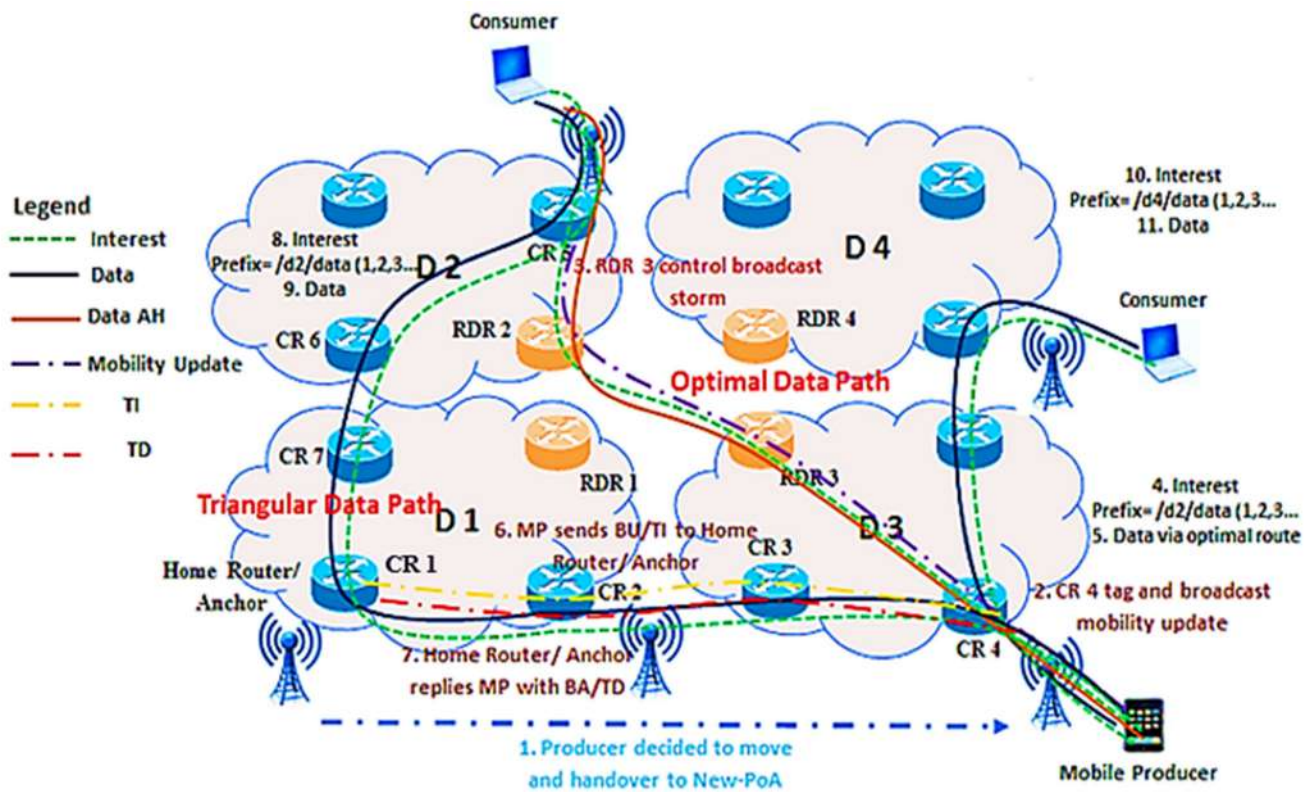 Consumer
Legend
Interest
Data
Data AH
Mobility Update
TI
TD
8. Interest
Prefix= /d2/data (1,2,3...
9. Data
D 2
CR 5
CR 6
RDR 2
3. RDR 3 control broadcast
storm
10. Interest
Prefix= /d4/data (1,2,3...
11. Data
D 4
RDR 4
Consumer
Optimal Data Path
CR 7
RDR 1
RDR 3
Triangular Data Path
D 1
D3
4. Interest
Prefix= /d2/data (1,2,3...
5. Data via optimal route
6. MP sends BU/TI to Home
Router/Anchor
Home Router/
Anchor
CR 1
CR 2
CR 3
CR 4
2. CR 4 tag and broadcast
mobility update
7. Home Router/ Anchor
replies MP with BA/TD
1. Producer decided to move
and handover to New-PoA
Mobile Producer